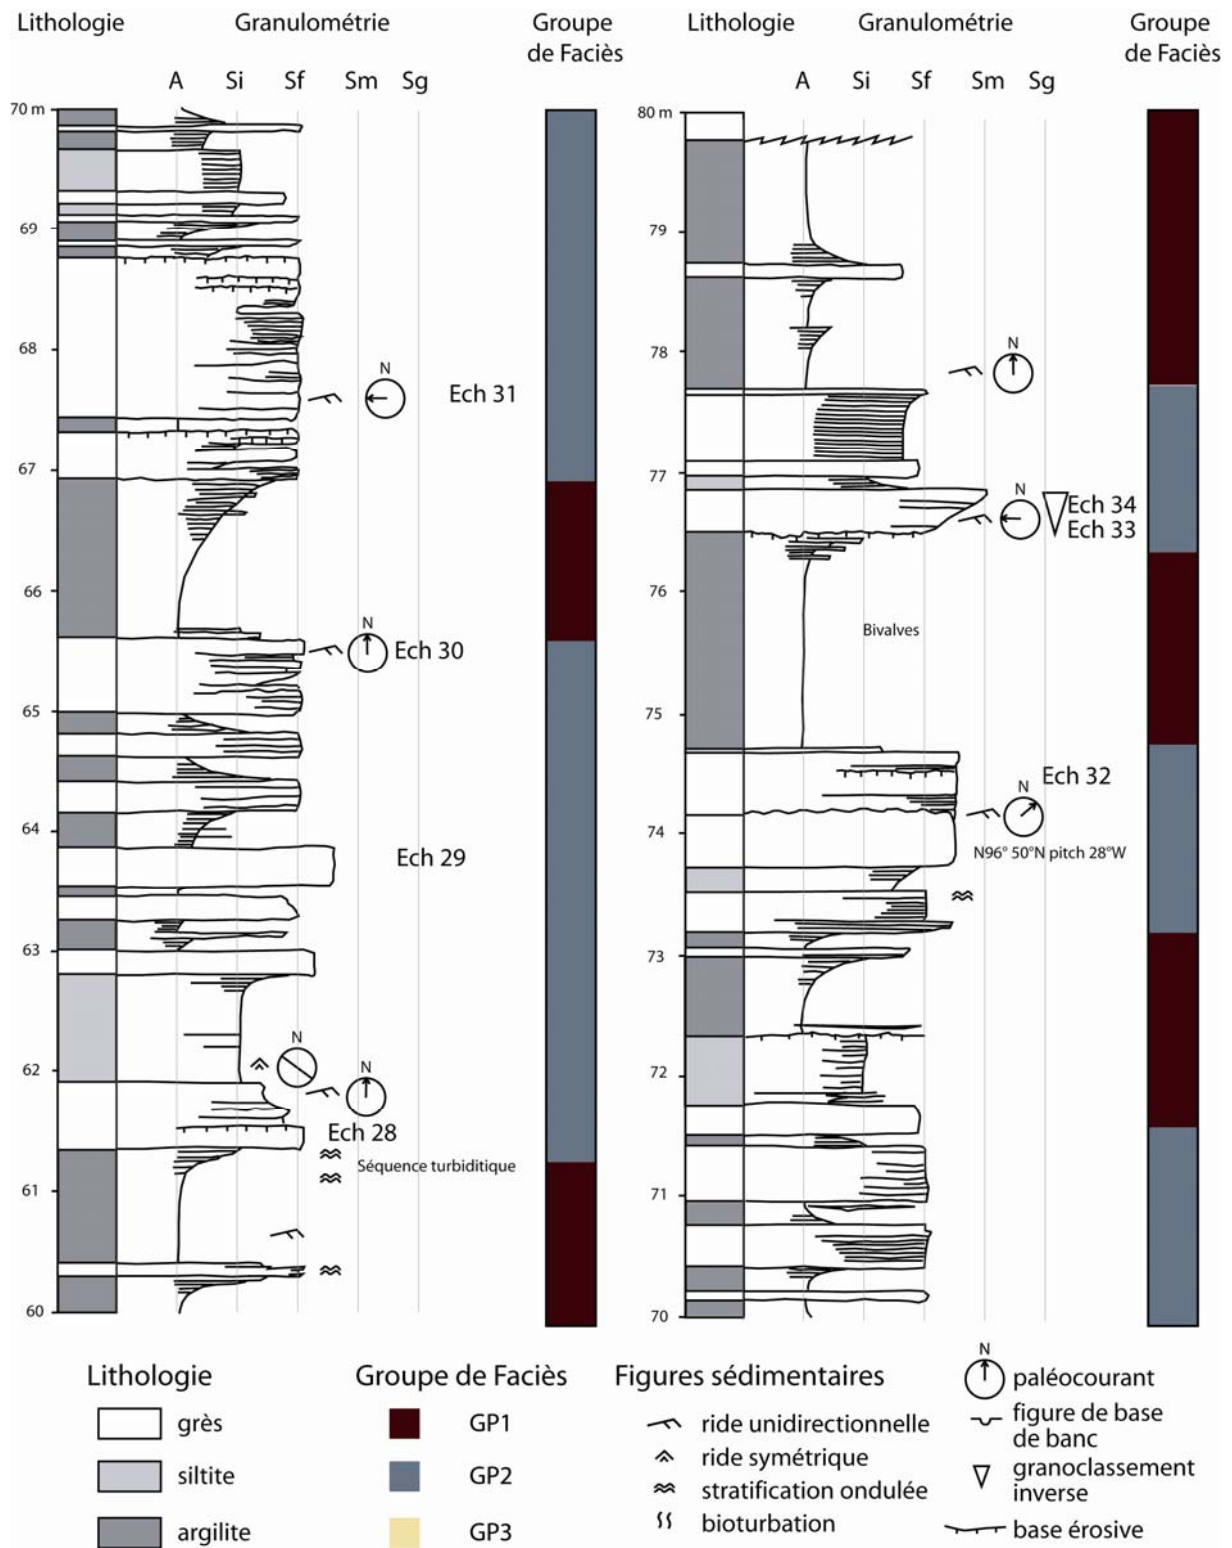 Lithologie Granulométrie Groupe de Faciès
A Si Sf Sm Sg
70 m
69
68
N
Ech 31
67
66
N
Ech 30
65
64
Ech 29
63
62
N
N
Ech 28
Séquence turbiditique
61
60
Lithologie Granulométrie Groupe de Faciès
A Si Sf Sm Sg
80 m
79
78
N
77
N
Ech 34
Ech 33
76
Bivalves
75
Ech 32
N
74
N96° 50°N pitch 28°W
73
72
71
70
Lithologie
grès
siltite
argilite
Groupe de Faciès
GP1
GP2
GP3
Figures sédimentaires
ride unidirectionnelle
ride symétrique
stratification ondulée
bioturbation
N
paléocourant
figure de base
de banc
granoclassement
inverse
base érosive